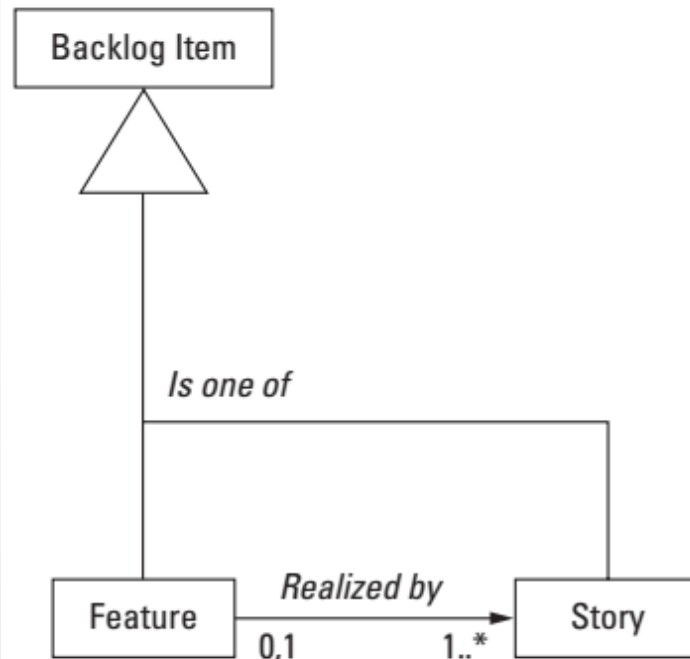 Backlog Item
Is one of
Realized by
Feature
Story
0,1
1..*